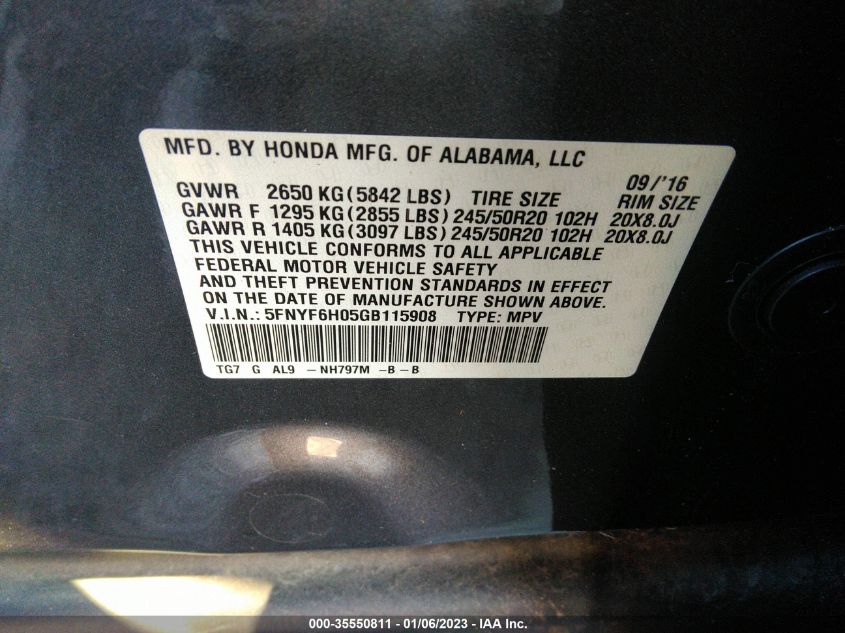 MFD. BY HONDA MFG. OF ALABAMA, LLC
09/'16
GVWR 2650 KG(5842 LBS) TIRE SIZE RIM SIZE
GAWR F 1295 KG(2855 LBS) 245/50R20 102H 20X8.0J
GAWR R 1405 KG(3097 LBS) 245/50R20 102H 20X8.0J
THIS VEHICLE CONFORMS TO ALL APPLICABLE
FEDERAL MOTOR VEHICLE SAFETY
AND THEFT PREVENTION STANDARDS IN EFFECT
ON THE DATE OF MANUFACTURE SHOWN ABOVE.
V.I.N.: 5FNYF6H05GB115908 TYPE: MPV
TG7 G AL9 -NH797M -B-B
000-35550811 - 01/06/2023 - IAA Inc.